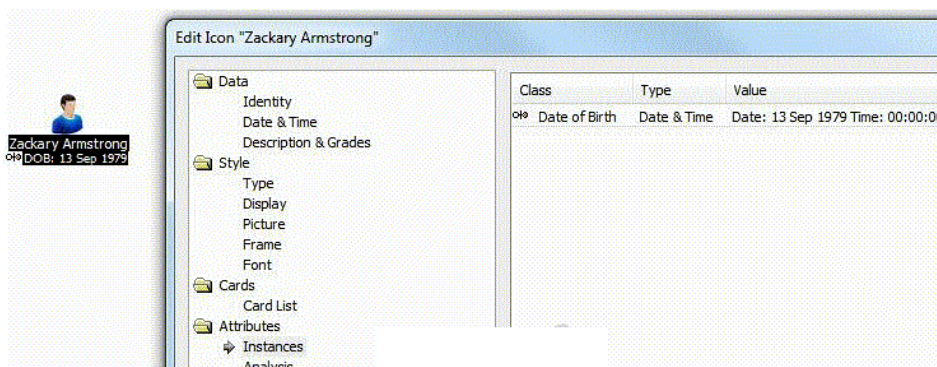 Edit Icon "Zackary Armstrong"
Zackary Armstrong
DOB: 13 Sep 1979
Data
Identity
Date & Time
Description & Grades
Style
Type
Display
Picture
Frame
Font
Cards
Card List
Attributes
Instances
Analysis
Class Type Value
Date of Birth Date & Time Date: 13 Sep 1979 Time: 00:00:0